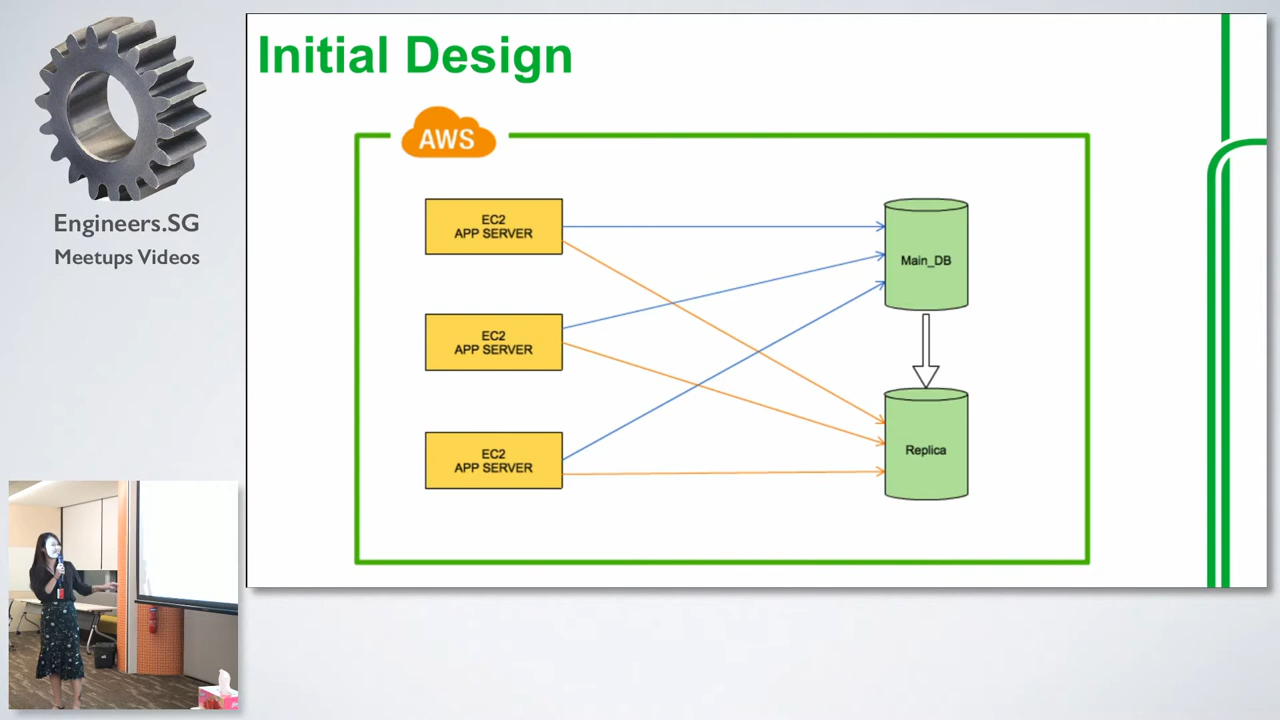 Engineers.SG
Meetups Videos
Initial Design
AWS
EC2
APP SERVER
EC2
APP SERVER
EC2
APP SERVER
Main_DB
Replica